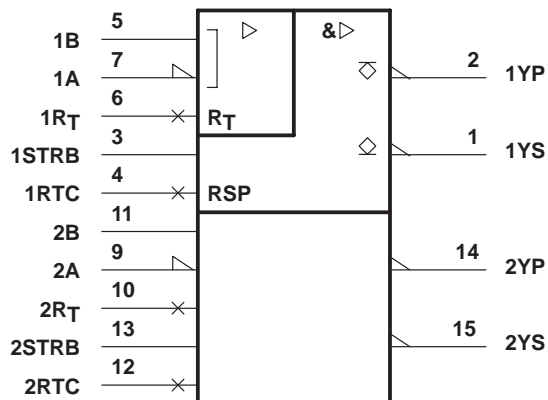 5
1B
&▷
7
2
1A
1YP
6
1RT
RT
3
1
1STRB
1YS
4
1RTC
RSP
11
2B
9
14
2A
2YP
10
2RT
13
15
2STRB
2YS
12
2RTC